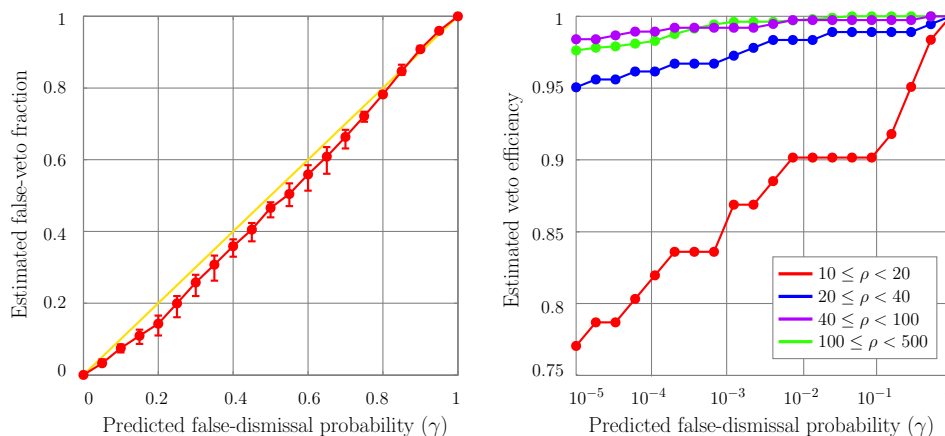 Estimated false-veto fraction
1
0.8
0.6
0.4
0.2
0
0 0.2 0.4 0.6 0.8 1
Predicted false-dismissal probability (γ)
Estimated veto efficiency
1
0.95
0.9
0.85
0.8
0.75
10⁻⁵ 10⁻⁴ 10⁻³ 10⁻² 10⁻¹
Predicted false-dismissal probability (γ)
10 ≤ ρ < 20
20 ≤ ρ < 40
40 ≤ ρ < 100
100 ≤ ρ < 500